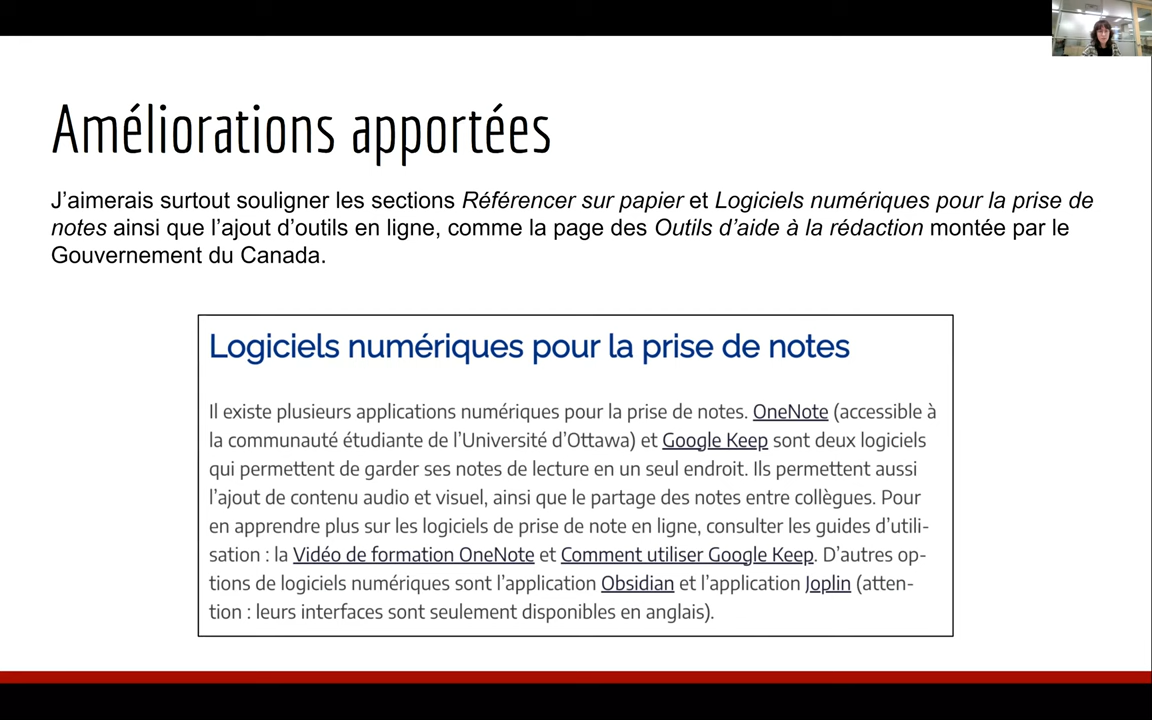 Améliorations apportées
J’aimerais surtout souligner les sections Référencer sur papier et Logiciels numériques pour la prise de
notes ainsi que l’ajout d’outils en ligne, comme la page des Outils d’aide à la rédaction montée par le
Gouvernement du Canada.
Logiciels numériques pour la prise de notes
Il existe plusieurs applications numériques pour la prise de notes. OneNote (accessible à
la communauté étudiante de l’Université d’Ottawa) et Google Keep sont deux logiciels
qui permettent de garder ses notes de lecture en un seul endroit. Ils permettent aussi
l’ajout de contenu audio et visuel, ainsi que le partage des notes entre collègues. Pour
en apprendre plus sur les logiciels de prise de note en ligne, consulter les guides d’utili-
sation : la Vidéo de formation OneNote et Comment utiliser Google Keep. D’autres op-
tions de logiciels numériques sont l’application Obsidian et l’application Joplin (atten-
tion : leurs interfaces sont seulement disponibles en anglais).